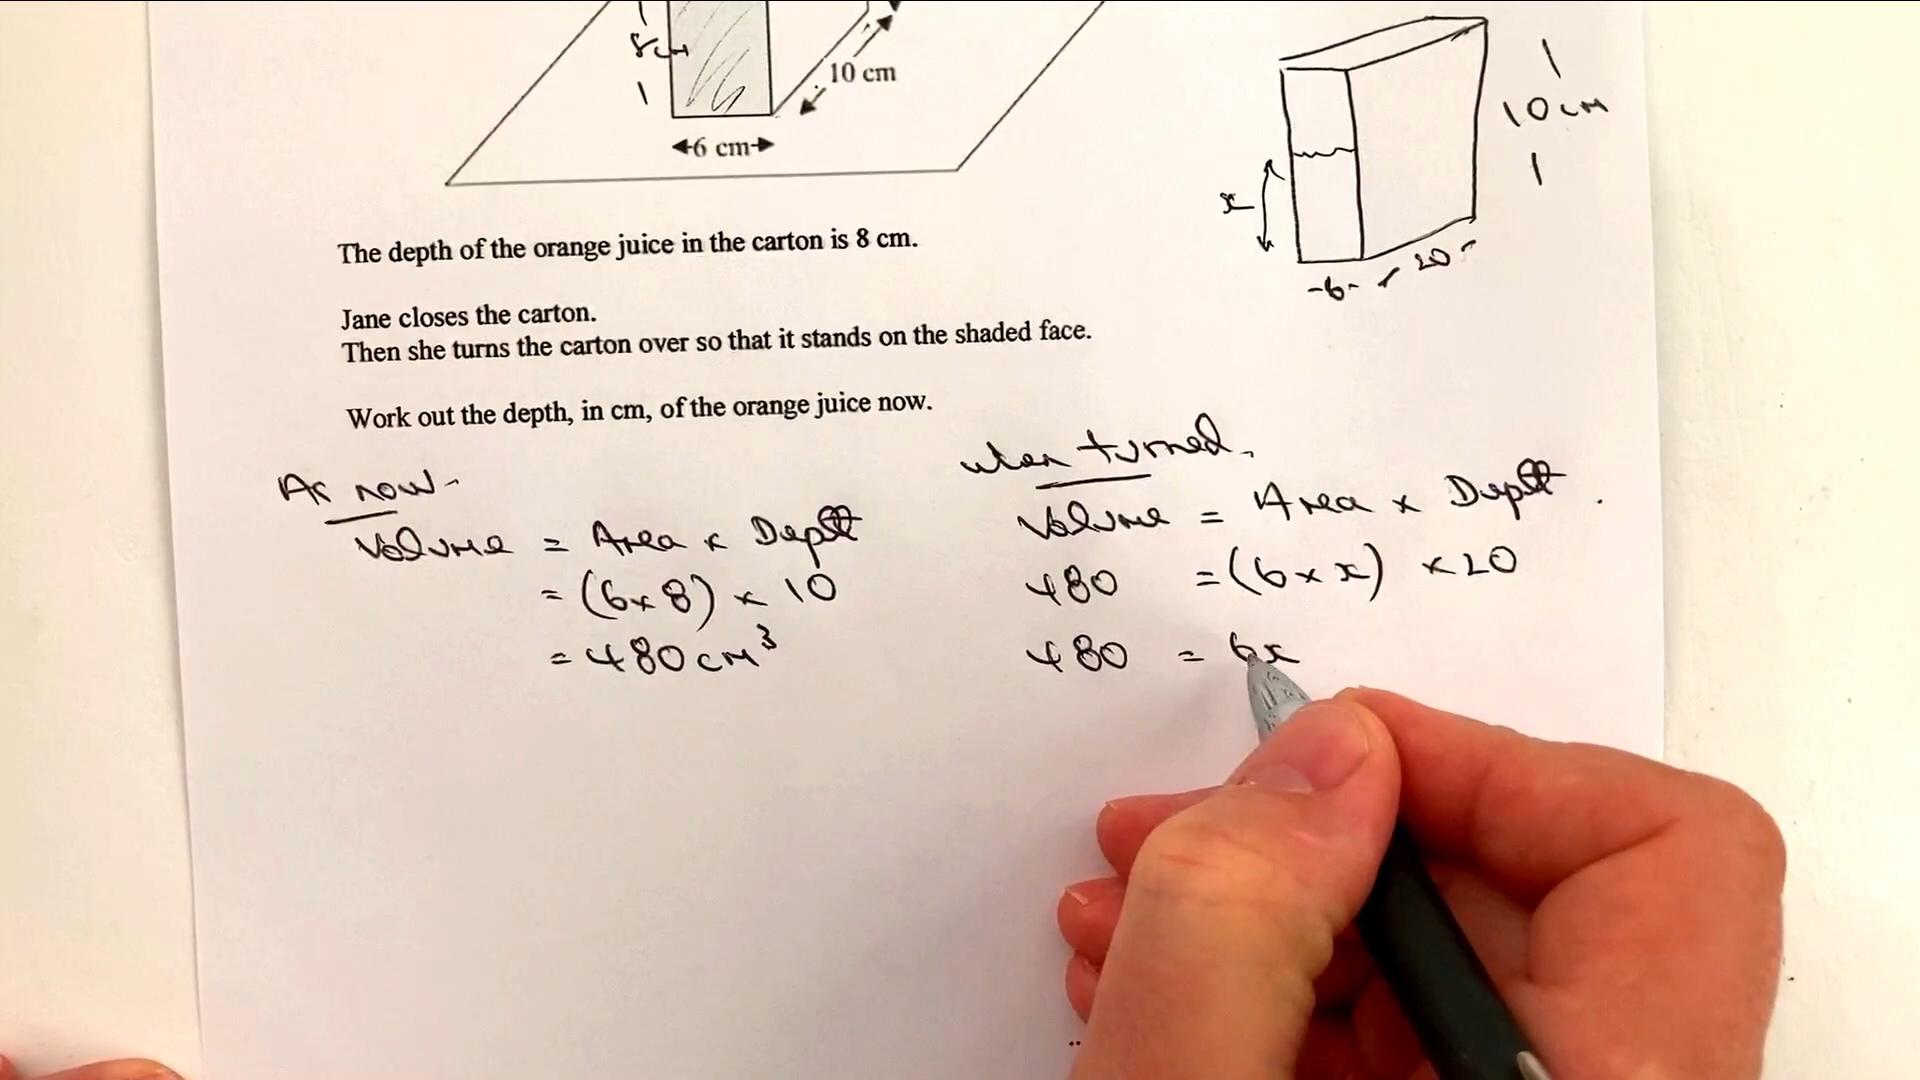 8cm
10 cm
6 cm
10cm
x
-6-
20
The depth of the orange juice in the carton is 8 cm.
Jane closes the carton.
Then she turns the carton over so that it stands on the shaded face.
Work out the depth, in cm, of the orange juice now.
As now
Volume = Area × Depth
= (6×8) × 10
= 480cm³
when turned.
Volume = Area × Depth.
480 = (6 × x) × 20
480 = 6x